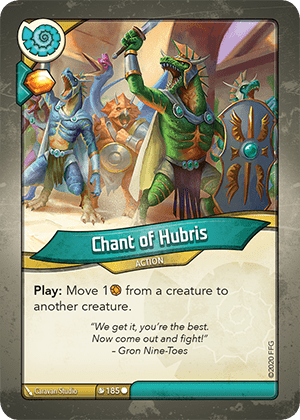 Chant of Hubris
ACTION
Play: Move 1 from a creature to
another creature.
“We get it, you’re the best.
Now come out and fight!”
– Gron Nine-Toes
©2020 FFG
Caravan Studio
185